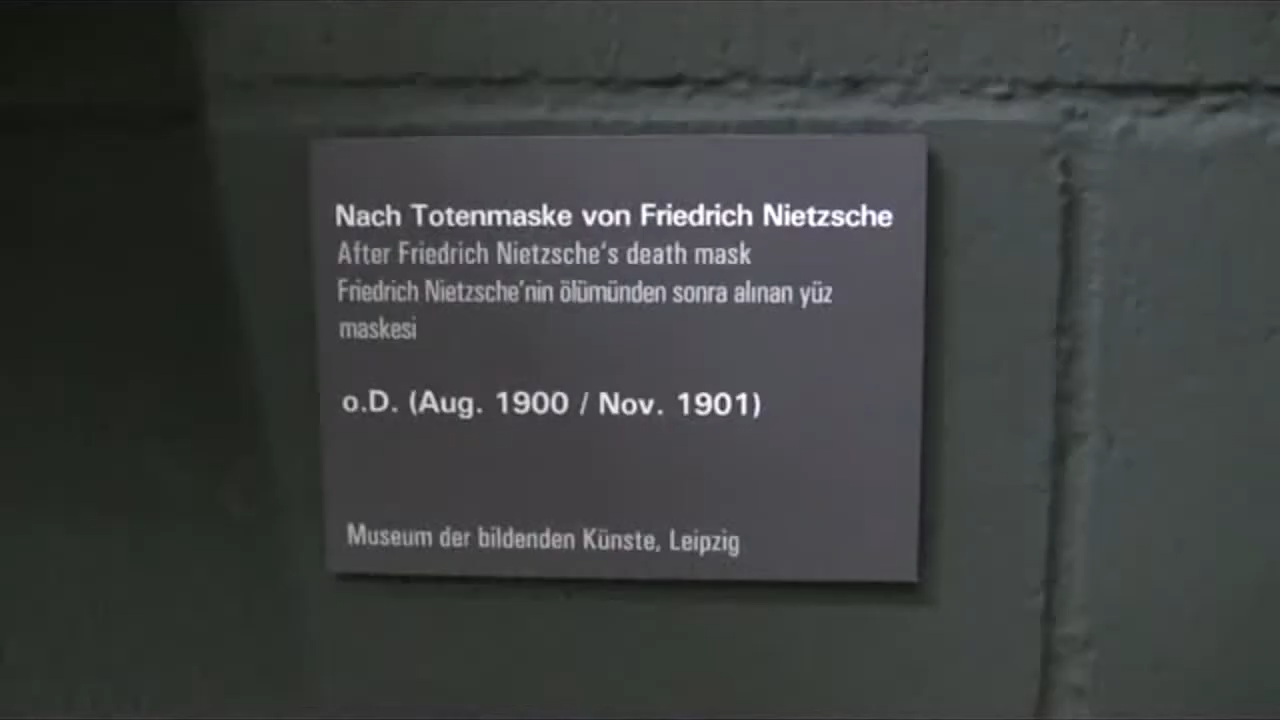 Nach Totenmaske von Friedrich Nietzsche
After Friedrich Nietzsche's death mask
Friedrich Nietzsche'nin ölümünden sonra alınan yüz
maskesi
o.D. (Aug. 1900 / Nov. 1901)
Museum der bildenden Künste, Leipzig